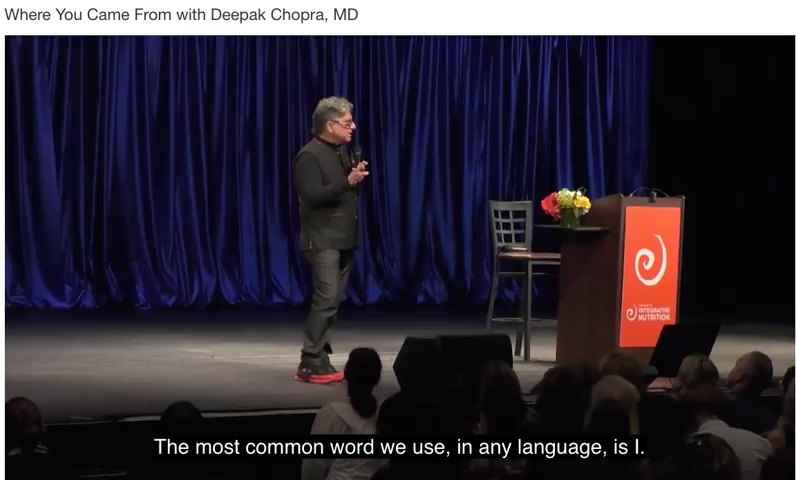 Where You Came From with Deepak Chopra, MD
INTEGRATIVE
NUTRITION
The most common word we use, in any language, is I.